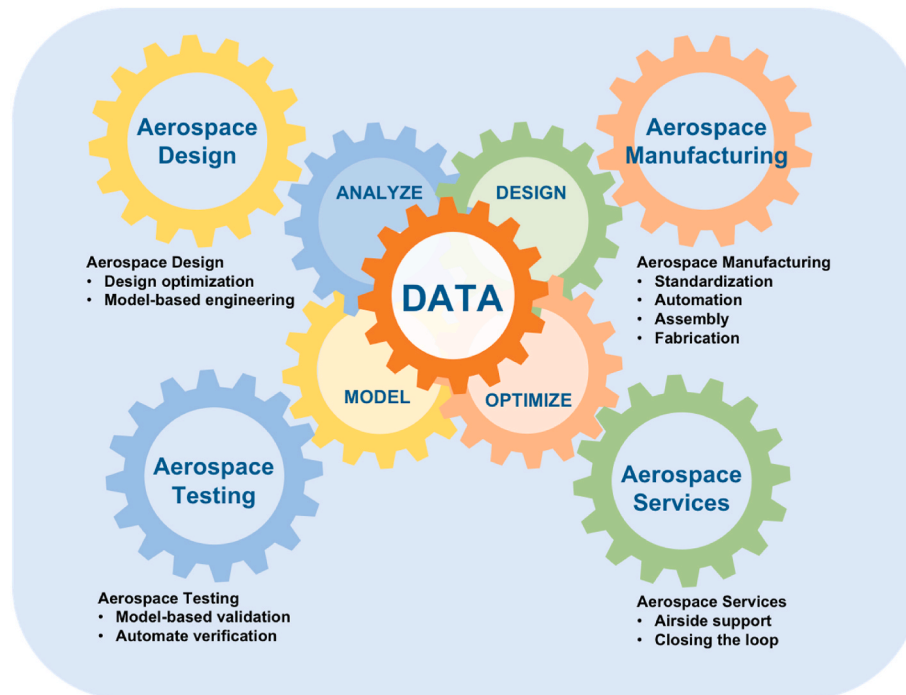 Aerospace
Design
Aerospace
Manufacturing
ANALYZE
DESIGN
DATA
MODEL
OPTIMIZE
Aerospace Design
• Design optimization
• Model-based engineering
Aerospace Manufacturing
• Standardization
• Automation
• Assembly
• Fabrication
Aerospace
Testing
Aerospace
Services
Aerospace Testing
• Model-based validation
• Automate verification
Aerospace Services
• Airside support
• Closing the loop